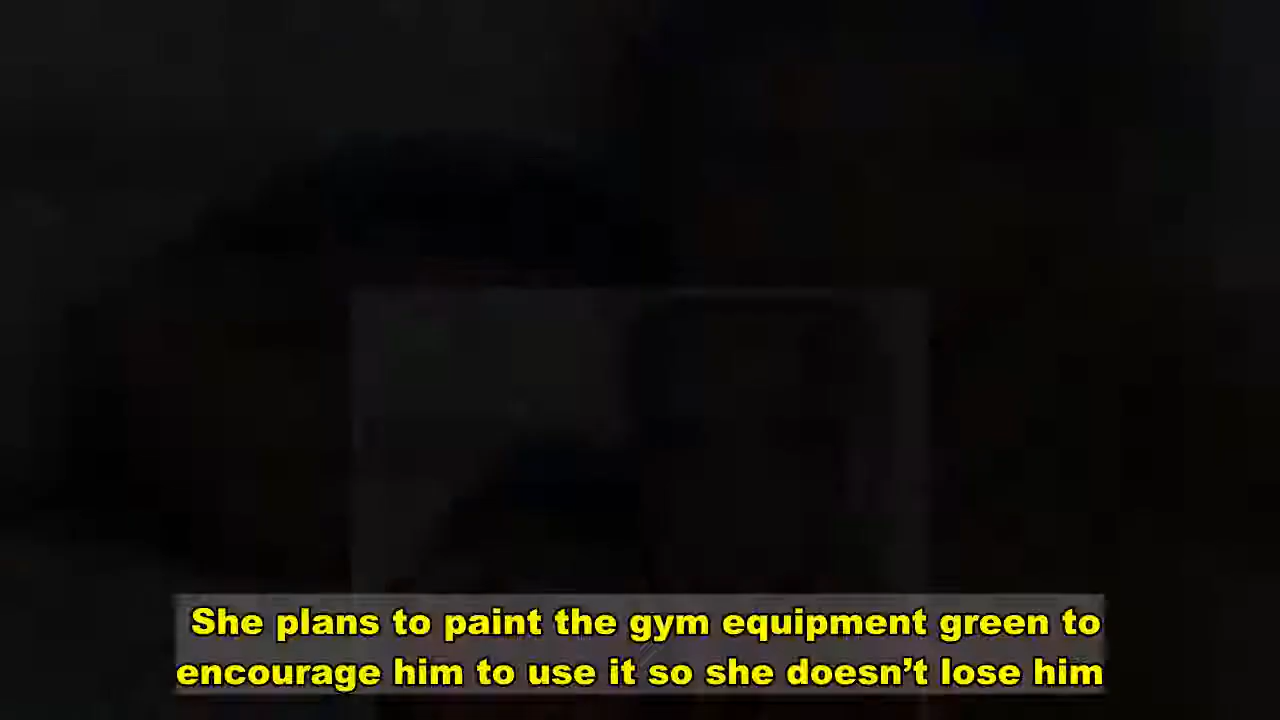 She plans to paint the gym equipment green to
encourage him to use it so she doesn’t lose him